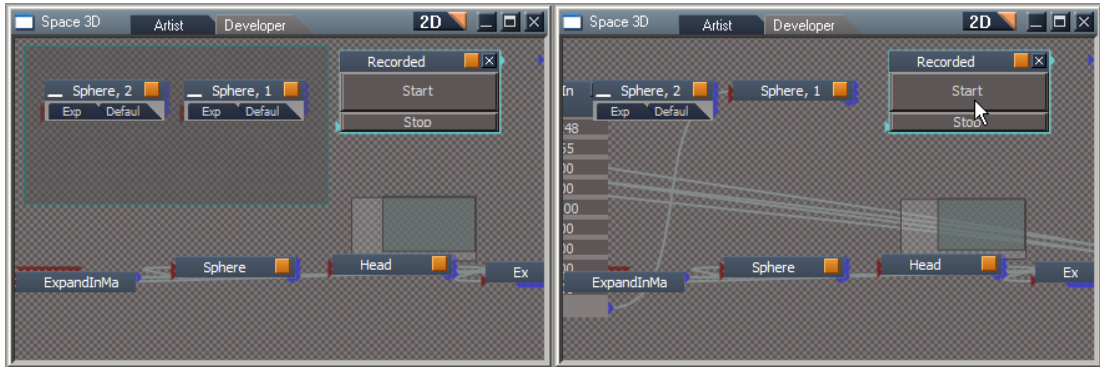 Space 3D Artist Developer 2D
Recorded
Sphere, 2 Sphere, 1 Start
Exp Defaul Exp Defaul
Stop
Sphere Head
ExpandInMa Ex
Space 3D Artist Developer 2D
Recorded
In Sphere, 2 Sphere, 1 Start
Exp Defaul
48 Stop
55
00
00
00
00
00
00 Sphere Head
ExpandInMa Ex